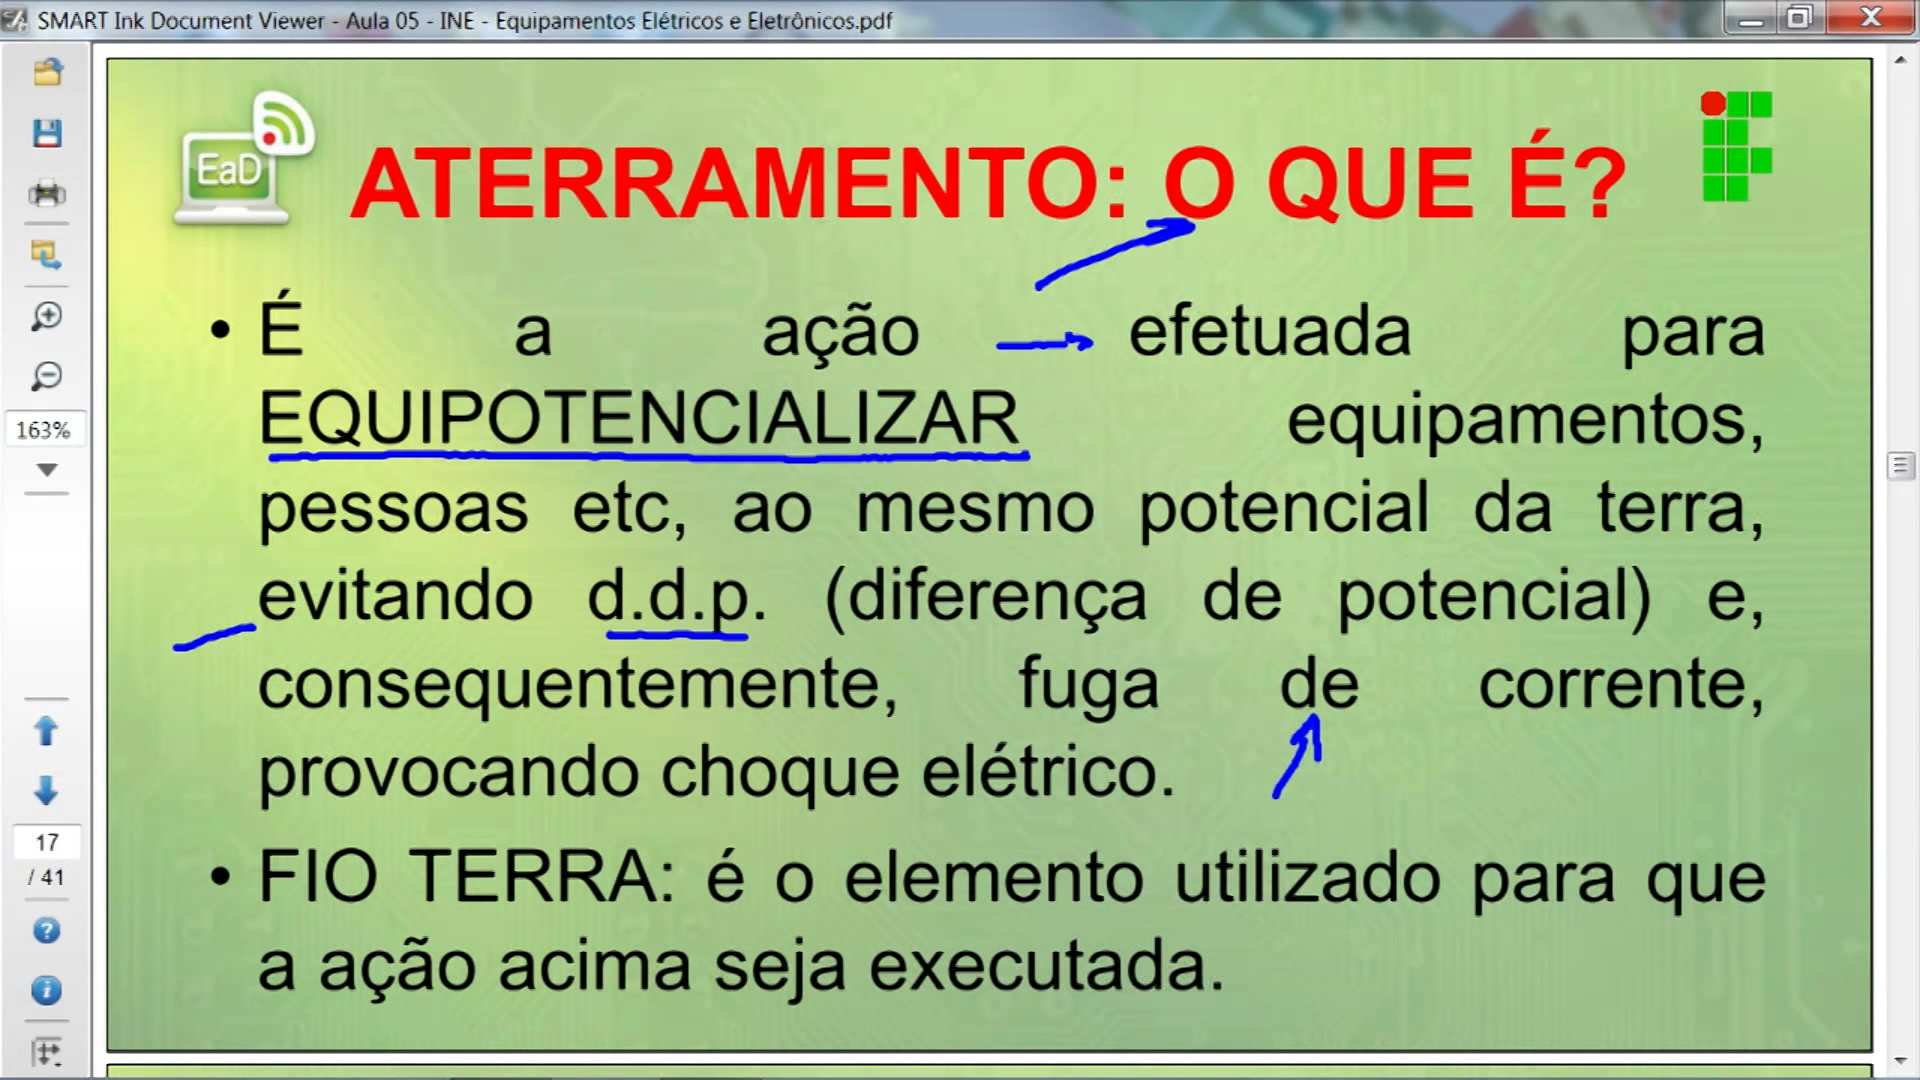 SMART Ink Document Viewer - Aula 05 - INE - Equipamentos Elétricos e Eletrônicos.pdf
EaD
ATERRAMENTO: O QUE É?
• É a ação efetuada para
EQUIPOTENCIALIZAR equipamentos,
pessoas etc, ao mesmo potencial da terra,
evitando d.d.p. (diferença de potencial) e,
consequentemente, fuga de corrente,
provocando choque elétrico.
• FIO TERRA: é o elemento utilizado para que
a ação acima seja executada.
163%
17
/ 41